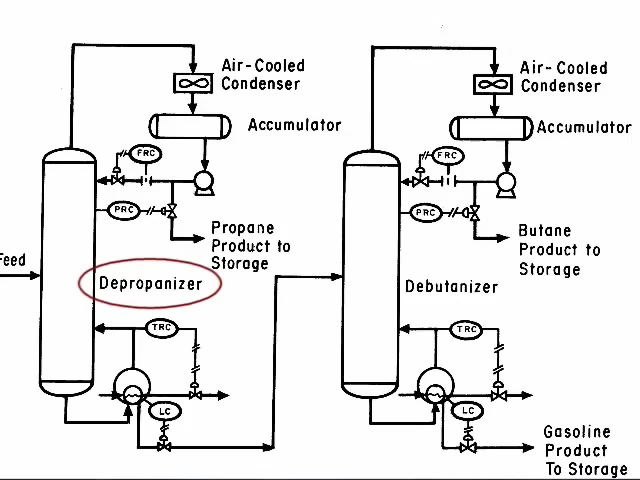 Air-Cooled
Condenser
Accumulator
FRC
PRC
Propane
Product to
Storage
Feed
Depropanizer
TRC
LC
Air-Cooled
Condenser
Accumulator
FRC
PRC
Butane
Product to
Storage
Debutanizer
TRC
LC
Gasoline
Product
To Storage